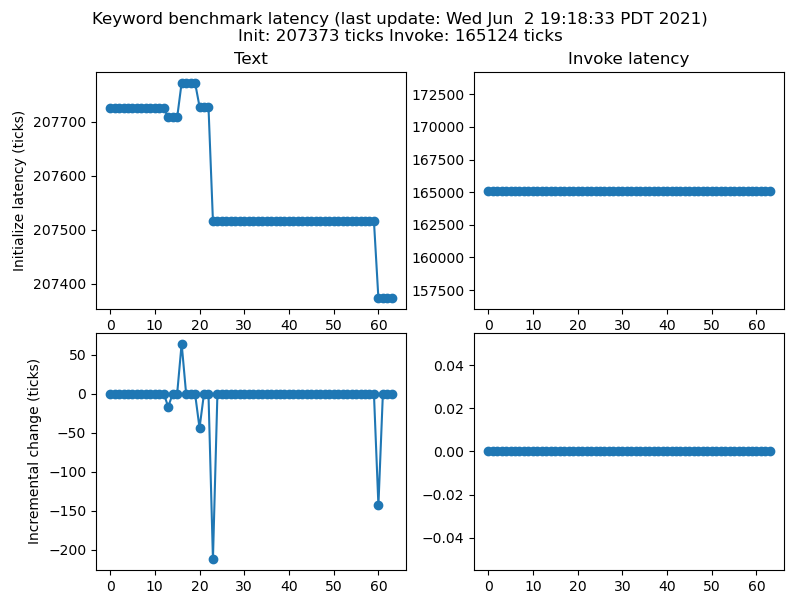 Keyword benchmark latency (last update: Wed Jun  2 19:18:33 PDT 2021)
Init: 207373 ticks Invoke: 165124 ticks
Text
Initialize latency (ticks)
207700
207600
207500
207400
0 10 20 30 40 50 60
Invoke latency
172500
170000
167500
165000
162500
160000
157500
0 10 20 30 40 50 60
Incremental change (ticks)
50
0
−50
−100
−150
−200
0 10 20 30 40 50 60
0.04
0.02
0.00
−0.02
−0.04
0 10 20 30 40 50 60